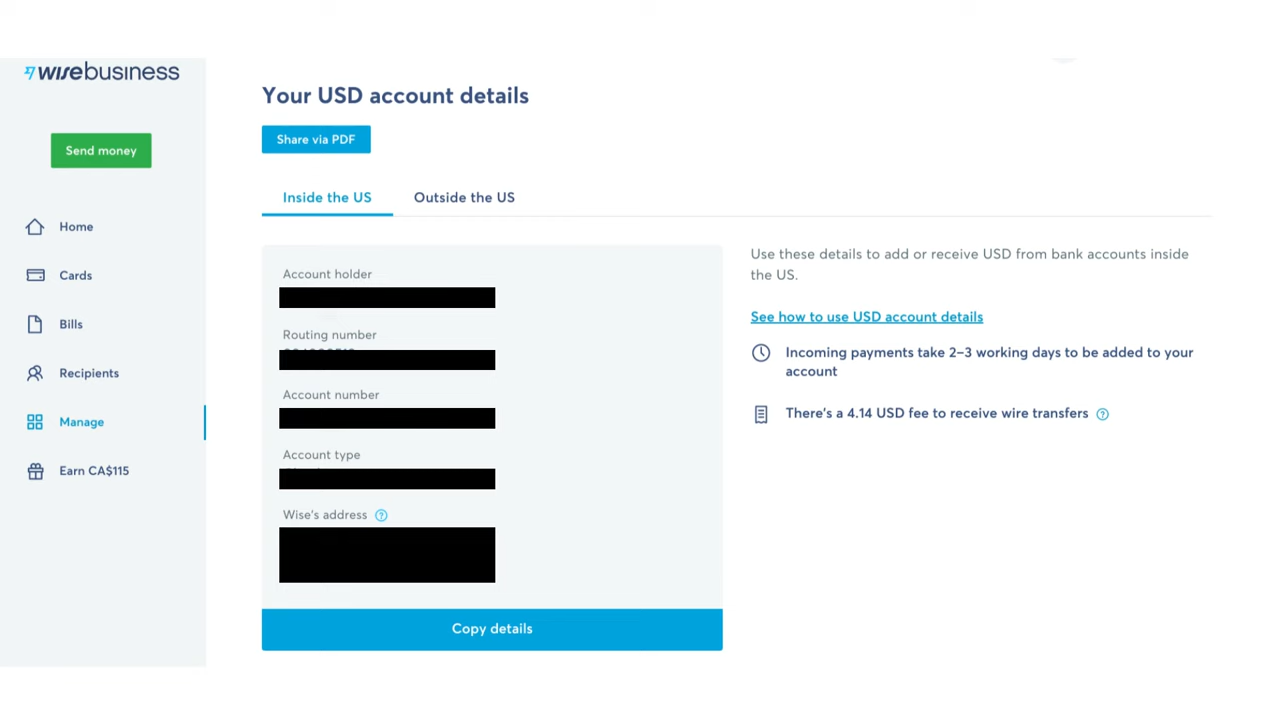 wise business
Send money
Home
Cards
Bills
Recipients
Manage
Earn CA$115
Your USD account details
Share via PDF
Inside the US
Outside the US
Account holder
Routing number
Account number
Account type
Wise's address ?
Copy details
Use these details to add or receive USD from bank accounts inside
the US.
See how to use USD account details
Incoming payments take 2–3 working days to be added to your
account
There's a 4.14 USD fee to receive wire transfers ?